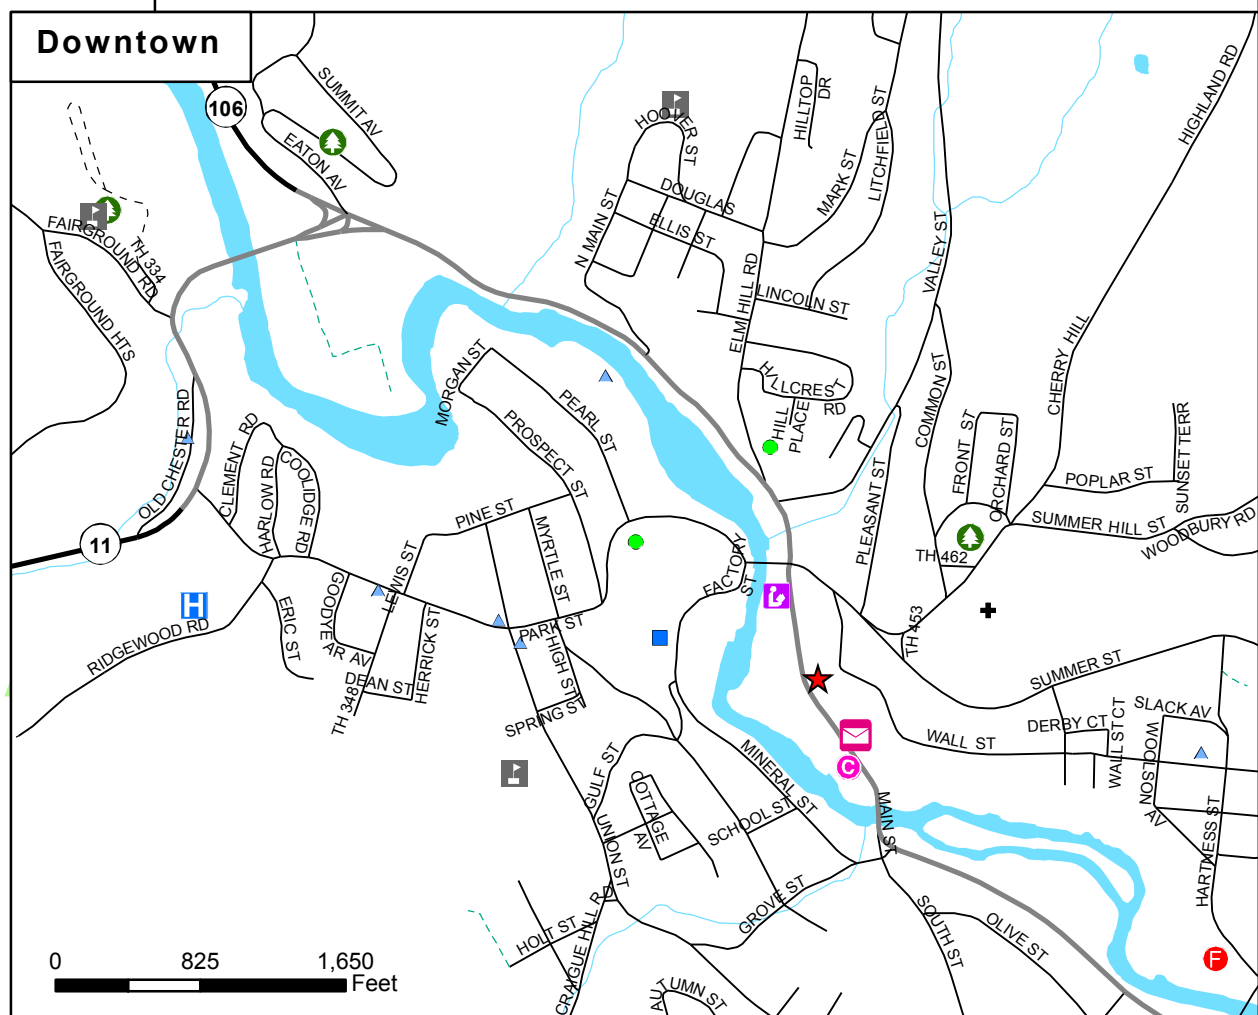 Downtown
106
SUMMIT AV
EATON AV
HOOVER ST
HILLTOP DR
LITCHFIELD ST
MARK ST
HIGHLAND RD
DOUGLAS
ELLIS ST
N MAIN ST
FAIRGROUND RD
TH 334
FAIRGROUND HTS
VALLEY ST
ELM HILL RD
LINCOLN ST
CHERRY HILL
MORGAN ST
PEARL ST
PROSPECT ST
HILLCREST RD
HILL PLACE
COMMON ST
FRONT ST
ORCHARD ST
POPLAR ST
SUNSET TERR
SUMMER HILL ST
WOODBURY RD
OLD CHESTER RD
CLEMENT RD
HARLOW RD
COOLIDGE RD
11
PINE ST
MYRTLE ST
PLEASANT ST
TH 462
FACTORY ST
LEWIS ST
GOODYEAR AV
ERIC ST
HERRICK ST
DEAN ST
TH 348
H
RIDGEWOOD RD
PARK ST
HIGH ST
SPRING ST
TH 453
SUMMER ST
DERBY CT
WALL ST CT
SLACK AV
WOOLSON AV
WALL ST
C
MINERAL ST
GULF ST
COTTAGE AV
SCHOOL ST
UNION ST
MAIN ST
HARTNESS ST
GROVE ST
HOLT ST
CRAIGUE HILL RD
SOUTH ST
OLIVE ST
AUTUMN ST
F
0 825 1,650
Feet